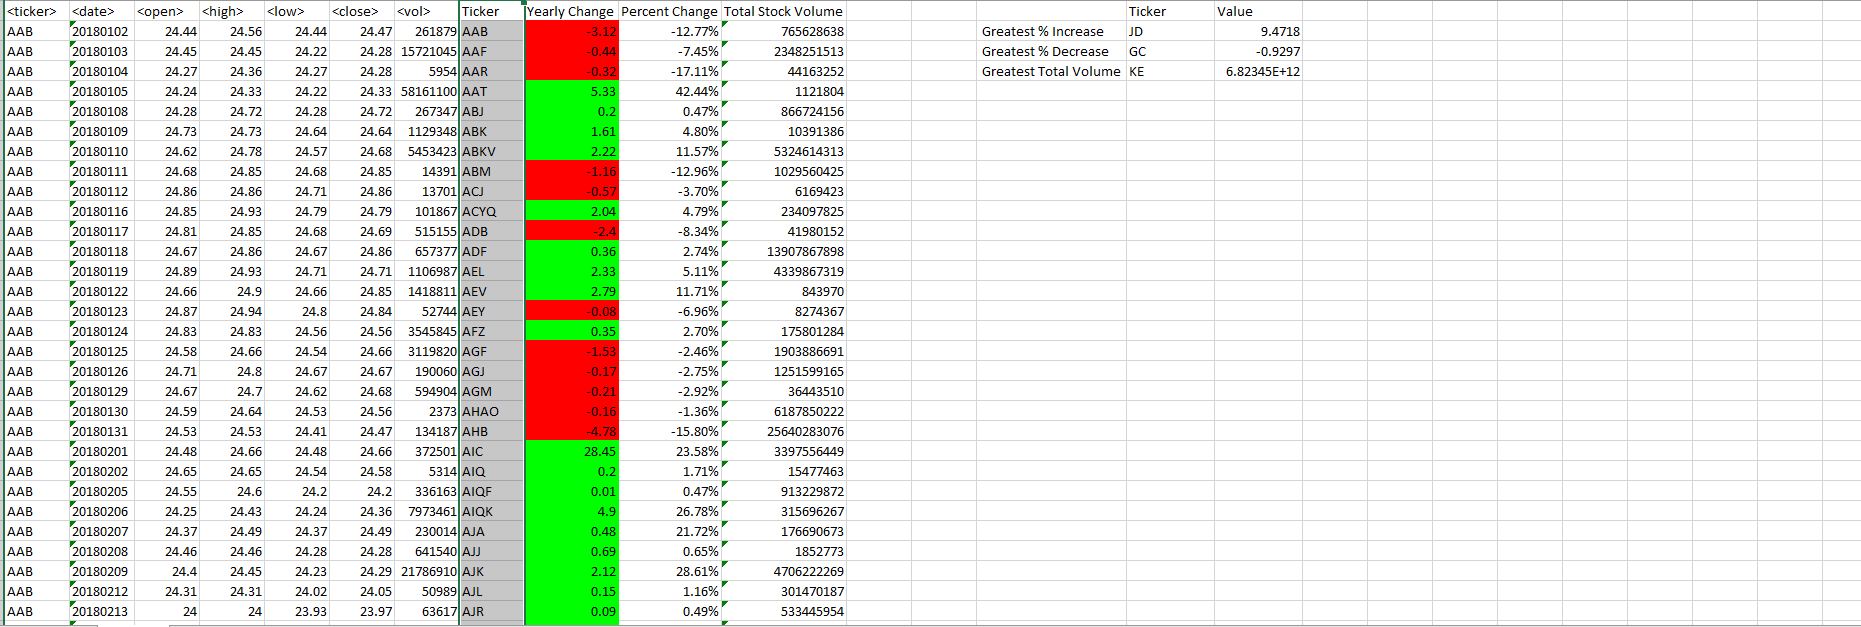 <ticker> <date> <open> <high> <low> <close> <vol> Ticker Yearly Change Percent Change Total Stock Volume Ticker Value
AAB 20180102 24.44 24.56 24.44 24.47 261879 AAB -3.12 -12.77% 765628638 Greatest % Increase JD 9.4718
AAB 20180103 24.45 24.45 24.22 24.28 15721045 AAF -0.44 -7.45% 2348251513 Greatest % Decrease GC -0.9297
AAB 20180104 24.27 24.36 24.27 24.28 5954 AAR -0.32 -17.11% 44163252 Greatest Total Volume KE 6.82345E+12
AAB 20180105 24.24 24.33 24.22 24.33 58161100 AAT 5.33 42.44% 1121804
AAB 20180108 24.28 24.72 24.28 24.72 267347 ABJ 0.2 0.47% 866724156
AAB 20180109 24.73 24.73 24.64 24.64 1129348 ABK 1.61 4.80% 10391386
AAB 20180110 24.62 24.78 24.57 24.68 5453423 ABKV 2.22 11.57% 5324614313
AAB 20180111 24.68 24.85 24.68 24.85 14391 ABM -1.16 -12.96% 1029560425
AAB 20180112 24.86 24.86 24.71 24.86 13701 ACJ -0.57 -3.70% 6169423
AAB 20180116 24.85 24.93 24.79 24.79 101867 ACYQ 2.04 4.79% 234097825
AAB 20180117 24.81 24.85 24.68 24.69 515155 ADB -2.4 -8.34% 41980152
AAB 20180118 24.67 24.86 24.67 24.86 657377 ADF 0.36 2.74% 13907867898
AAB 20180119 24.89 24.93 24.71 24.71 1106987 AEL 2.33 5.11% 4339867319
AAB 20180122 24.66 24.9 24.66 24.85 1418811 AEV 2.79 11.71% 843970
AAB 20180123 24.87 24.94 24.8 24.84 52744 AEY -0.08 -6.96% 8274367
AAB 20180124 24.83 24.83 24.56 24.56 3545845 AFZ 0.35 2.70% 175801284
AAB 20180125 24.58 24.66 24.54 24.66 3119820 AGF -1.53 -2.46% 1903886691
AAB 20180126 24.71 24.8 24.67 24.67 190060 AGJ -0.17 -2.75% 1251599165
AAB 20180129 24.67 24.7 24.62 24.68 594904 AGM -0.21 -2.92% 36443510
AAB 20180130 24.59 24.64 24.53 24.56 2373 AHAO -0.16 -1.36% 6187850222
AAB 20180131 24.53 24.53 24.41 24.47 134187 AHB -4.78 -15.80% 25640283076
AAB 20180201 24.48 24.66 24.48 24.66 372501 AIC 28.45 23.58% 3397556449
AAB 20180202 24.65 24.65 24.54 24.58 5314 AIQ 0.2 1.71% 15477463
AAB 20180205 24.55 24.6 24.2 24.2 336163 AIQF 0.01 0.47% 913229872
AAB 20180206 24.25 24.43 24.24 24.36 7973461 AIQK 4.9 26.78% 315696267
AAB 20180207 24.37 24.49 24.37 24.49 230014 AJA 0.48 21.72% 176690673
AAB 20180208 24.46 24.46 24.28 24.28 641540 AJJ 0.69 0.65% 1852773
AAB 20180209 24.4 24.45 24.23 24.29 21786910 AJK 2.12 28.61% 4706222269
AAB 20180212 24.31 24.31 24.02 24.05 50989 AJL 0.15 1.16% 301470187
AAB 20180213 24 24 23.93 23.97 63617 AJR 0.09 0.49% 533445954